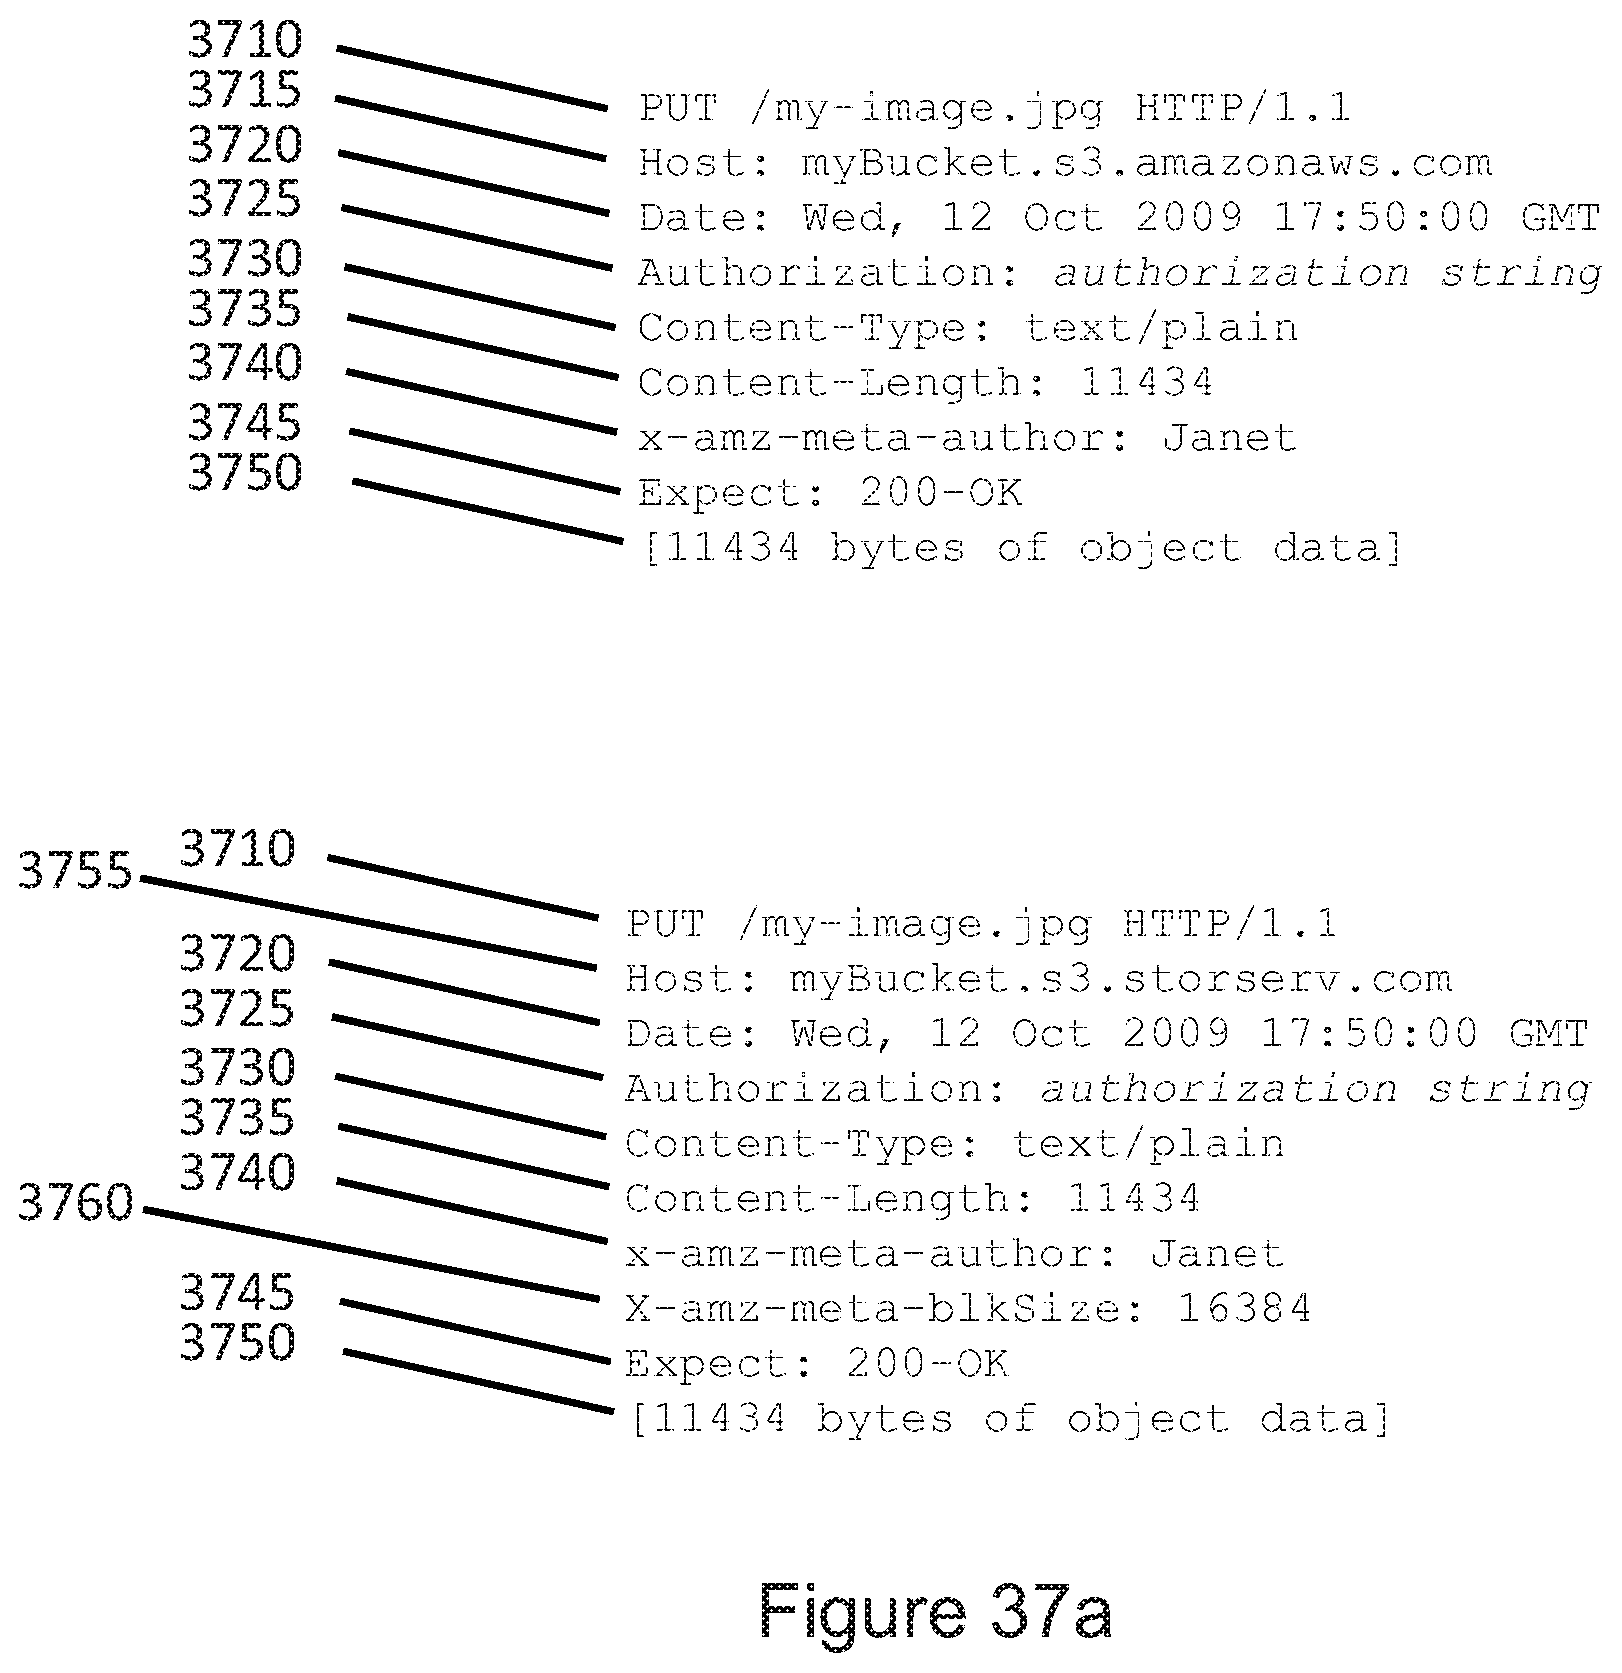 3710
3715
3720
3725
3730
3735
3740
3745
3750
PUT /my-image.jpg HTTP/1.1
Host: myBucket.s3.amazonaws.com
Date: Wed, 12 Oct 2009 17:50:00 GMT
Authorization: authorization string
Content-Type: text/plain
Content-Length: 11434
x-amz-meta-author: Janet
Expect: 200-OK
[11434 bytes of object data]
3710
3755
3720
3725
3730
3735
3740
3760
3745
3750
PUT /my-image.jpg HTTP/1.1
Host: myBucket.s3.storserv.com
Date: Wed, 12 Oct 2009 17:50:00 GMT
Authorization: authorization string
Content-Type: text/plain
Content-Length: 11434
x-amz-meta-author: Janet
X-amz-meta-blkSize: 16384
Expect: 200-OK
[11434 bytes of object data]
Figure 37a